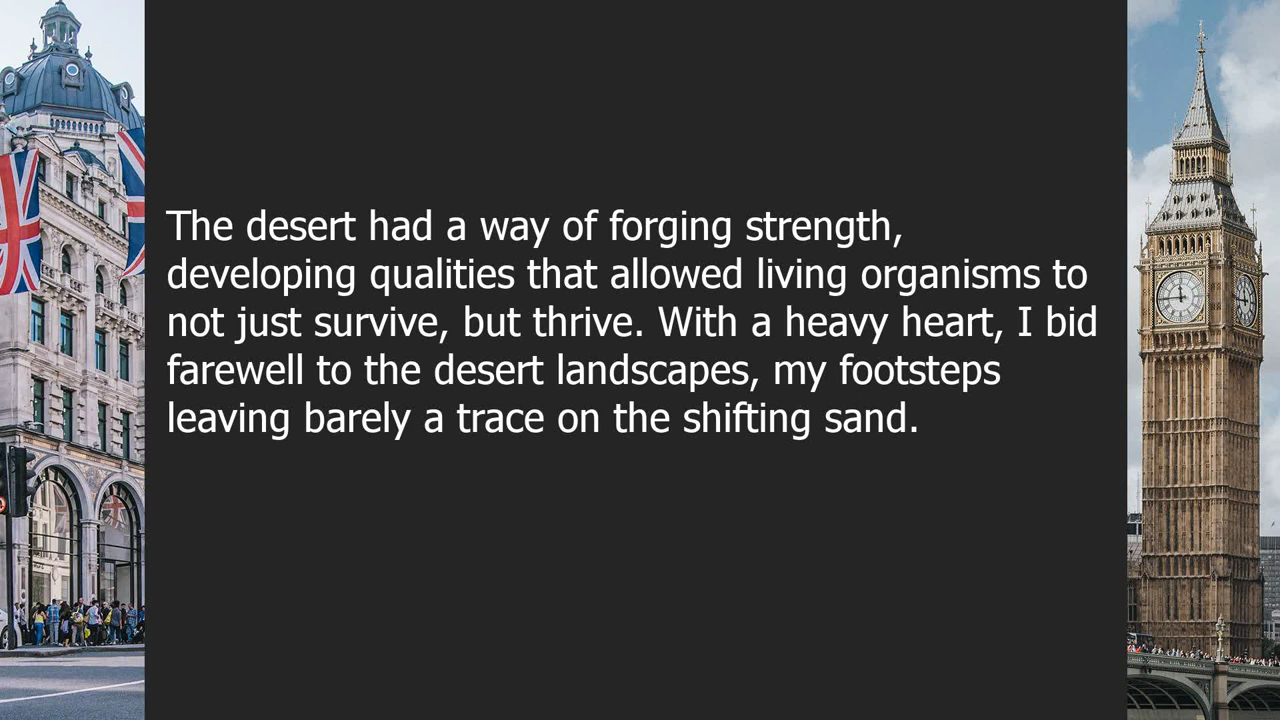 The desert had a way of forging strength,
developing qualities that allowed living organisms to
not just survive, but thrive. With a heavy heart, I bid
farewell to the desert landscapes, my footsteps
leaving barely a trace on the shifting sand.